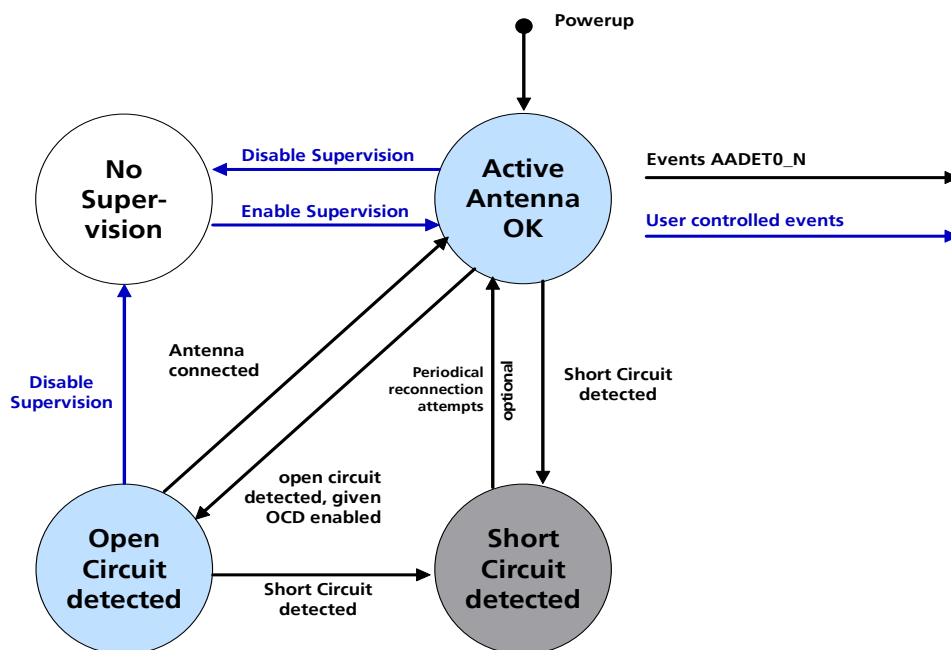 Powerup
No
Super-
vision
Disable Supervision
Enable Supervision
Active
Antenna
OK
Events AADET0_N
User controlled events
Antenna
connected
Disable
Supervision
Periodical
reconnection
attempts
optional
Short Circuit
detected
open circuit
detected, given
OCD enabled
Open
Circuit
detected
Short Circuit
detected
Short
Circuit
detected